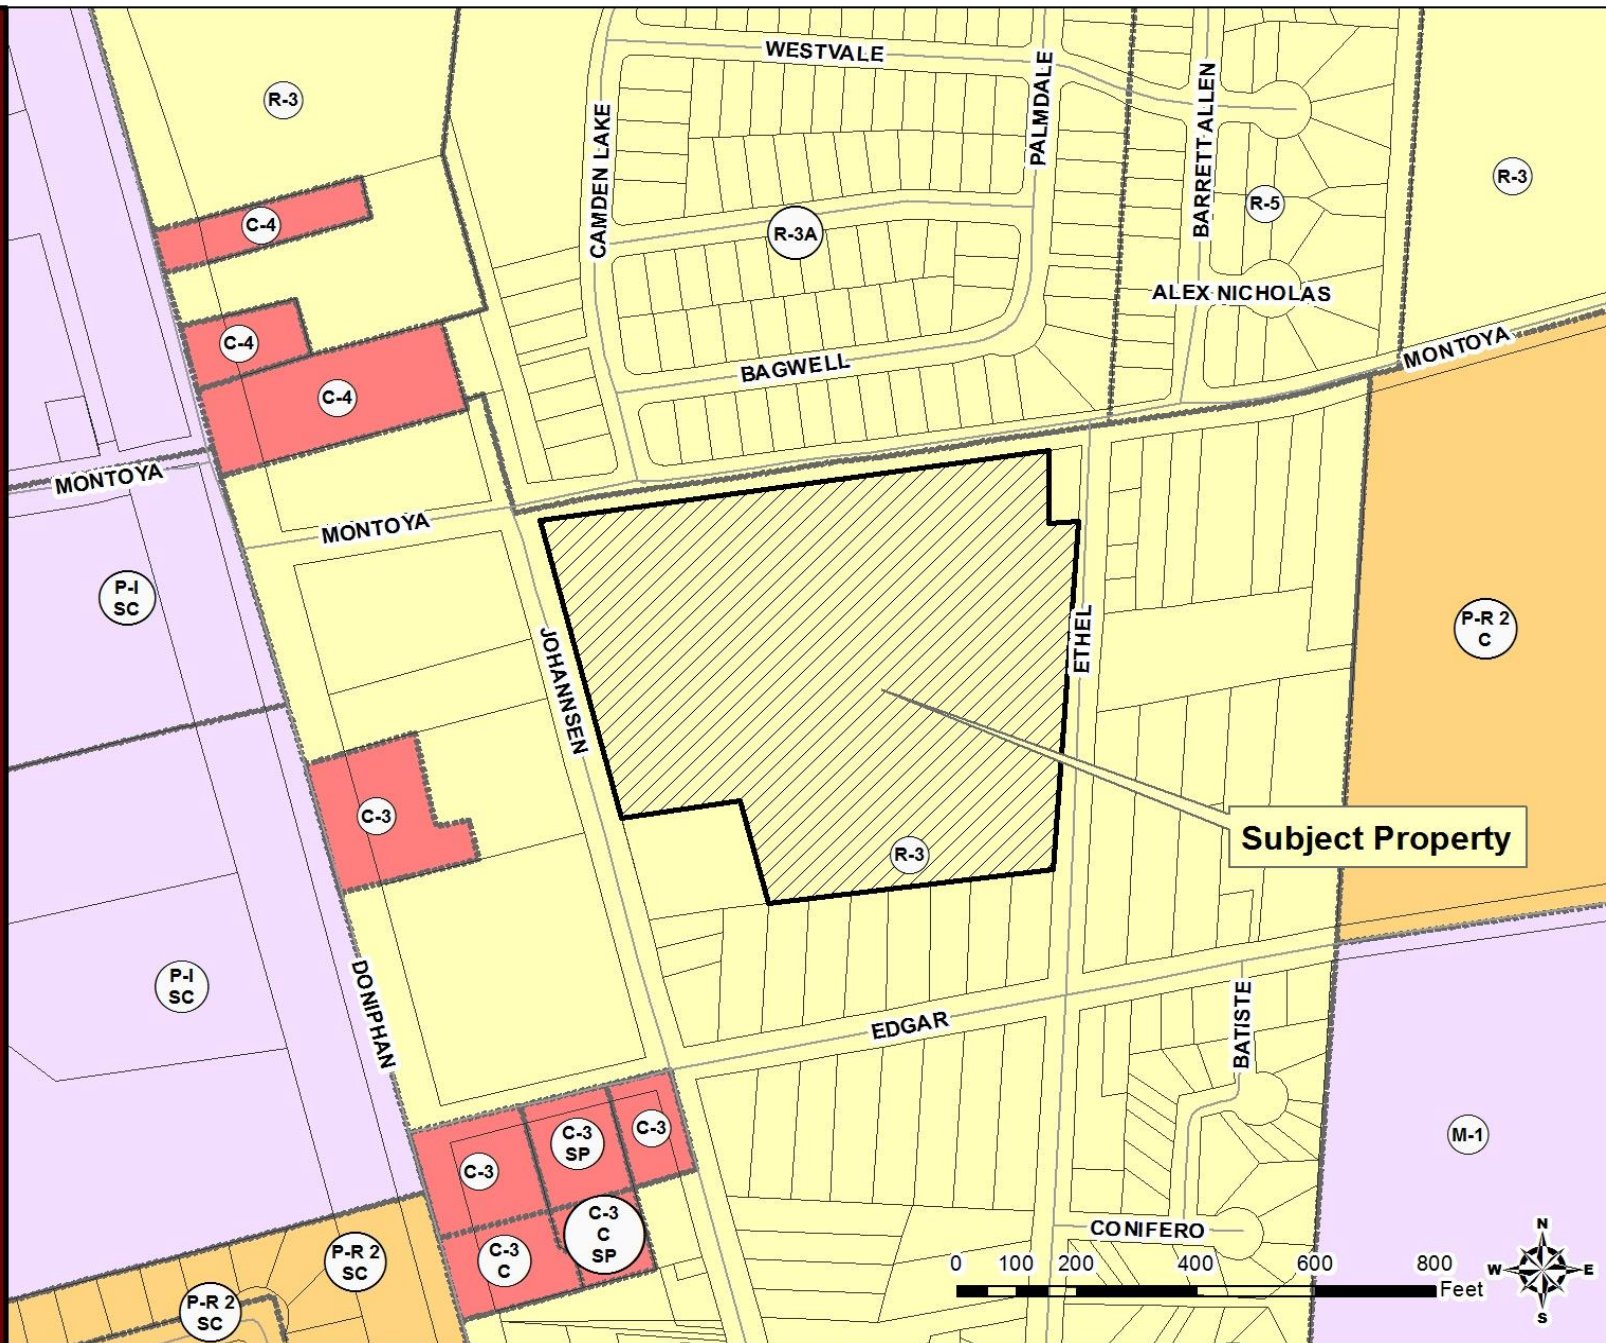 WESTVALE
PALMDALE
BARRETT ALLEN
R-3
CAMDEN LAKE
R-3
R-5
C-4
R-3A
ALEX NICHOLAS
C-4
MONTOYA
BAGWELL
C-4
MONTOYA
MONTOYA
P-I
SC
JOHANNSEN
ETHEL
P-R 2
C
C-3
Subject Property
R-3
P-I
SC
DONIPHAN
EDGAR
BATISTE
C-3
C-3
SP
C-3
M-1
C-3
C
C-3
C
SP
CONIFERO
P-R 2
SC
P-R 2
SC
0 100 200 400 600 800
Feet
N
W E
S